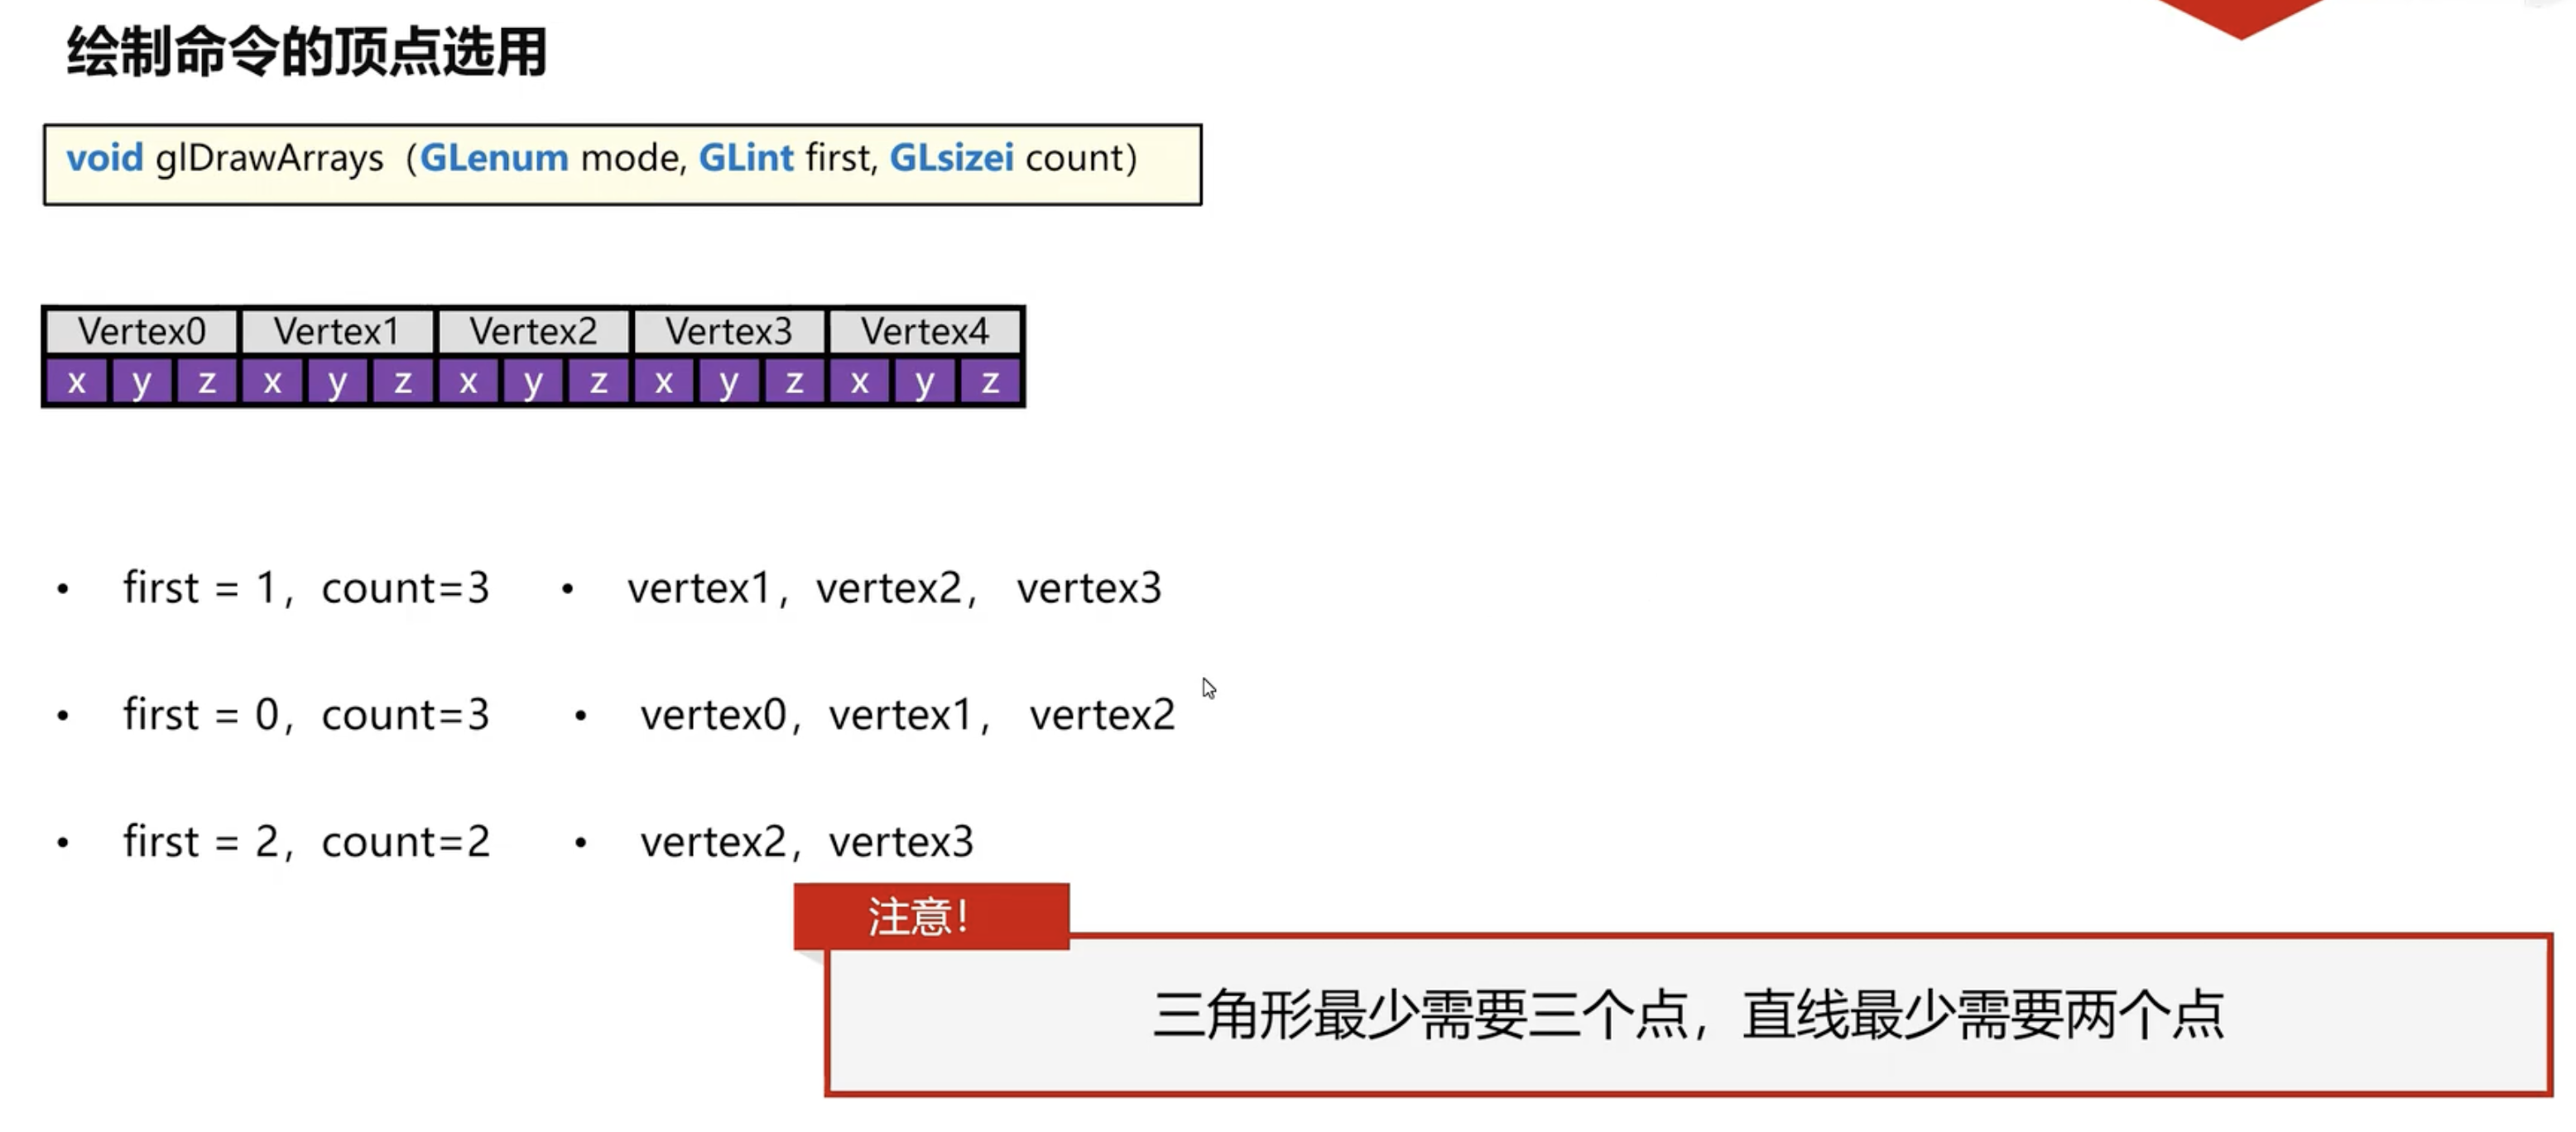 绘制命令的顶点选用
void glDrawArrays（GLenum mode, GLint first, GLsizei count)
Vertex0 Vertex1 Vertex2 Vertex3 Vertex4
x y z x y z x y z x y z x y z
• first = 1，count=3 • vertex1，vertex2， vertex3
• first = 0，count=3 • vertex0，vertex1， vertex2
• first = 2，count=2 • vertex2，vertex3
注意！
三角形最少需要三个点，直线最少需要两个点